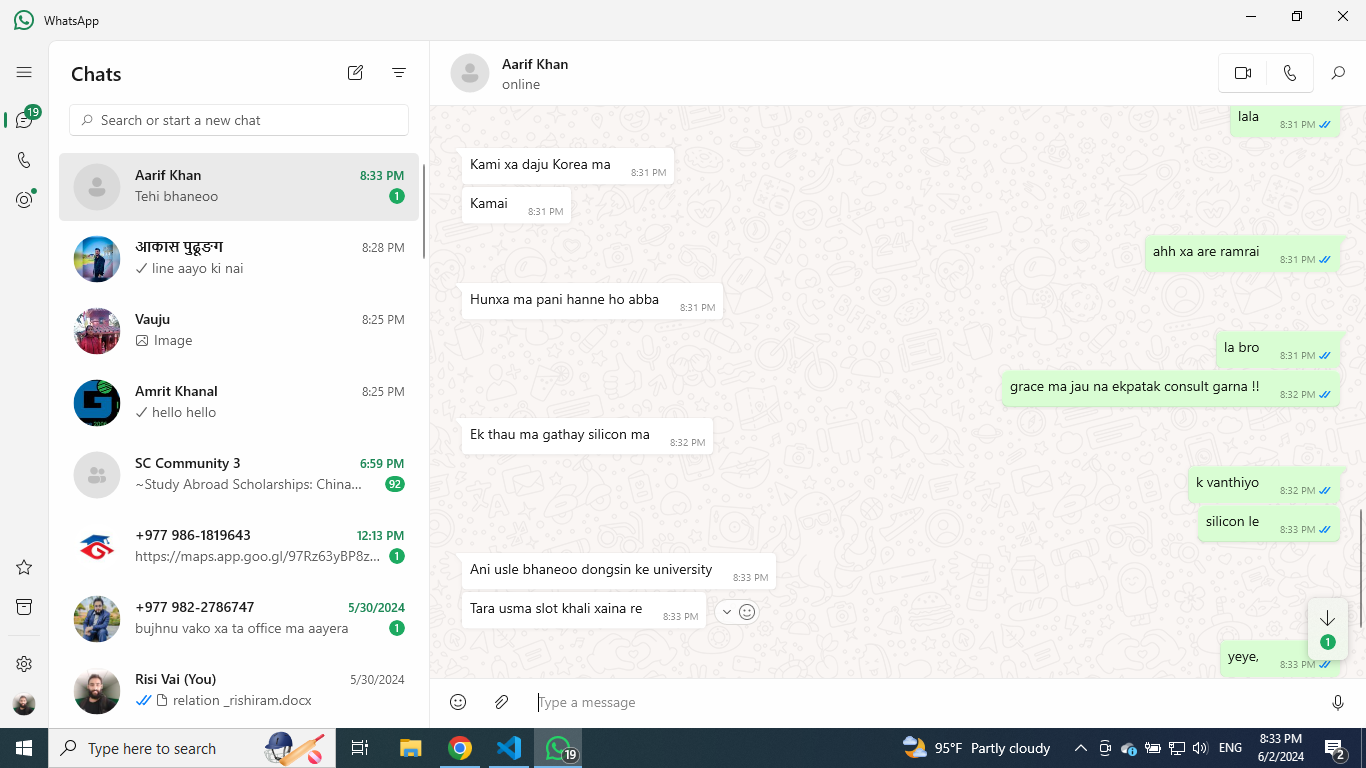 WhatsApp
19
Chats
Search or start a new chat
Aarif Khan
8:33 PM
Tehi bhaneoo
1
आकास पुढूङग
8:28 PM
line aayo ki nai
Vauju
8:25 PM
Image
Amrit Khanal
8:25 PM
hello hello
SC Community 3
6:59 PM
~Study Abroad Scholarships: China...
92
+977 986-1819643
12:13 PM
https://maps.app.goo.gl/97Rz63yBP8z...
1
+977 982-2786747
5/30/2024
bujhnu vako xa ta office ma aayera
1
Risi Vai (You)
5/30/2024
relation _rishiram.docx
Aarif Khan
online
lala
8:31 PM
Kami xa daju Korea ma
8:31 PM
Kamai
8:31 PM
ahh xa are ramrai
8:31 PM
Hunxa ma pani hanne ho abba
8:31 PM
la bro
8:31 PM
grace ma jau na ekpatak consult garna !!
8:32 PM
Ek thau ma gathay silicon ma
8:32 PM
k vanthiyo
8:32 PM
silicon le
8:33 PM
Ani usle bhaneoo dongsin ke university
8:33 PM
Tara usma slot khali xaina re
8:33 PM
yeye,
8:33 PM
1
Type a message
Type here to search
19
95°F Partly cloudy
ENG
8:33 PM
6/2/2024
2